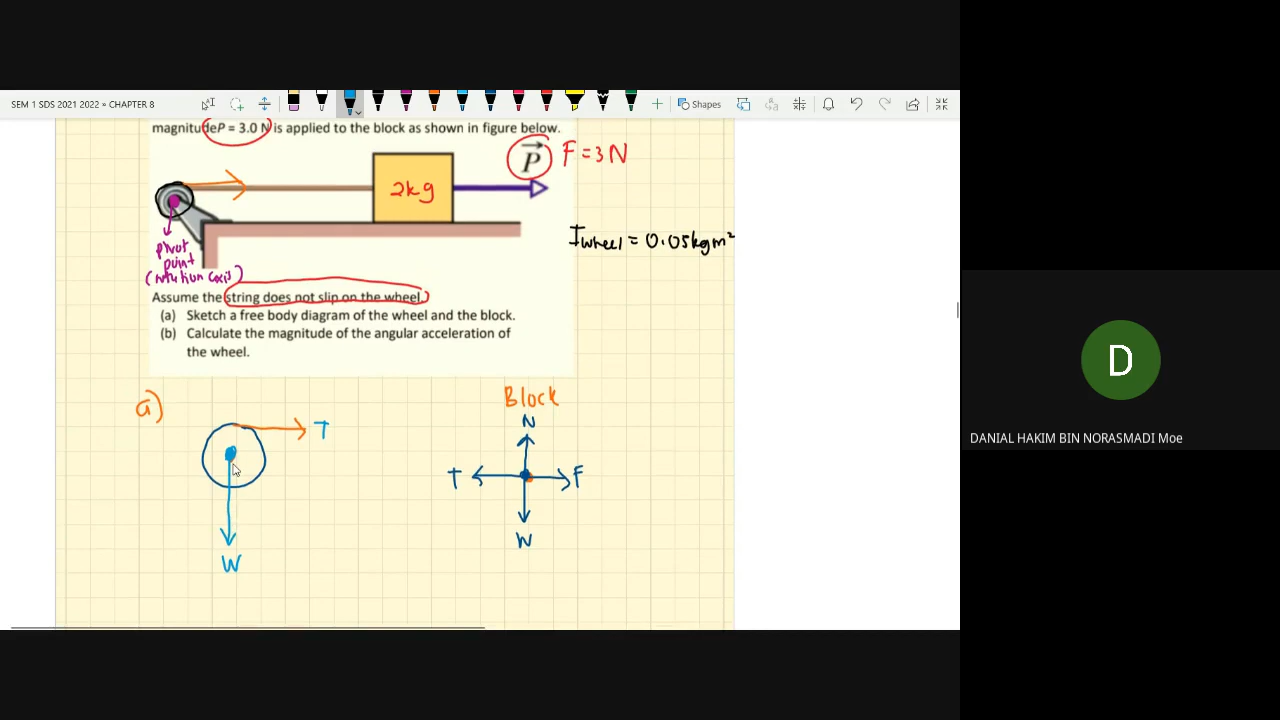 SEM 1 SDS 2021 2022 » CHAPTER 8
Shapes
magnitudeP = 3.0 N is applied to the block as shown in figure below.
P F = 3N
2kg
Iwheel = 0.05kgm²
pivot
point
(rotation axis)
Assume the string does not slip on the wheel.
(a) Sketch a free body diagram of the wheel and the block.
(b) Calculate the magnitude of the angular acceleration of
the wheel.
a)
Block
N
T
T
F
W
W
D
DANIAL HAKIM BIN NORASMADI Moe